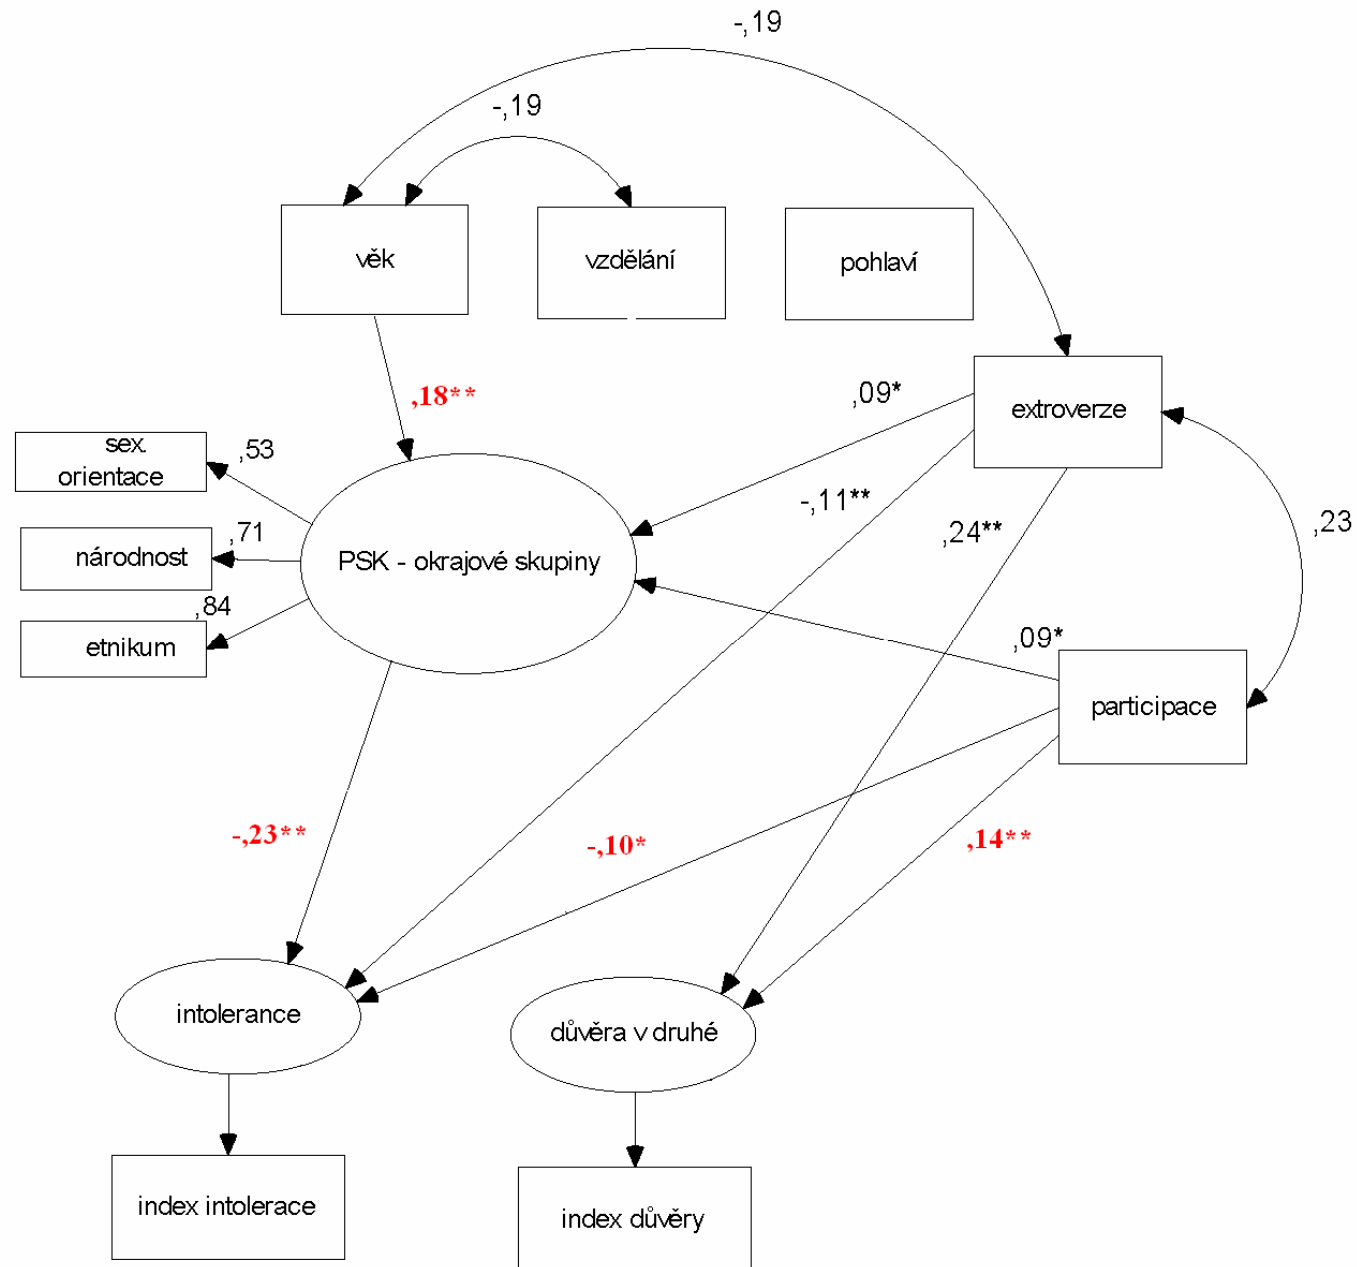 -,19
-,19
věk
vzdělání
pohlaví
,18**
,09*
extroverze
sex.
orientace
,53
-,11**
,24**
,23
národnost
,71
PSK - okrajové skupiny
etnikum
,84
,09*
participace
-,23**
-,10*
,14**
intolerance
důvěra v druhé
index intolerace
index důvěry